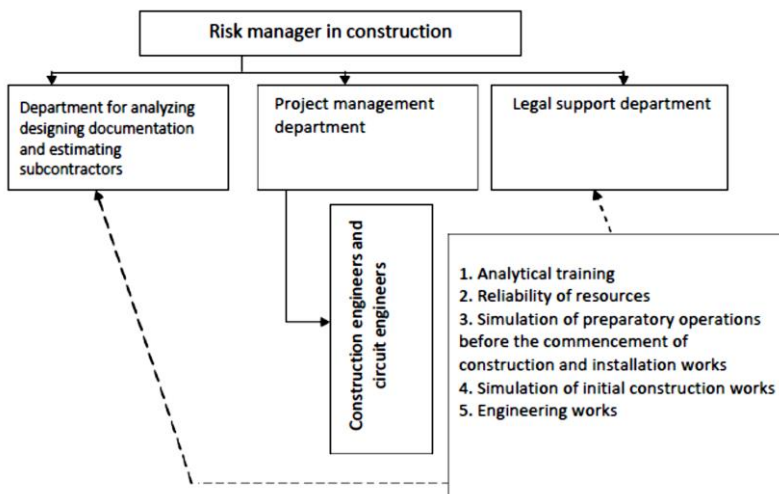 Risk manager in construction
Department for analyzing
designing documentation
and estimating
subcontractors
Project management
department
Legal support department
Construction engineers and
circuit engineers
1. Analytical training
2. Reliability of resources
3. Simulation of preparatory operations
before the commencement of
construction and installation works
4. Simulation of initial construction works
5. Engineering works